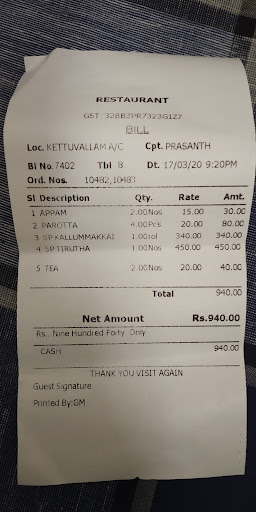 RESTAURANT
GST: 32BBZPR7323G1Z7
BILL
Loc. KETTUVALLAM A/C Cpt. PRASANTH
Bl No. 7402 Tbl 8 Dt. 17/03/20 9:20PM
Ord. Nos. 10482,10483
Sl Description Qty. Rate Amt.
1 APPAM 2.00Nos 15.00 30.00
2 PAROTTA 4.00Pcs 20.00 80.00
3 SP.KALLUMMAKKAI 1.00rol 340.00 340.00
4 SP.TIRUTHA 1.00Nos 450.00 450.00
5 TEA 2.00Nos 20.00 40.00
Total 940.00
Net Amount Rs.940.00
Rs. Nine Hundred Forty Only
CASH 940.00
THANK YOU VISIT AGAIN
Guest Signature
Printed By:GM